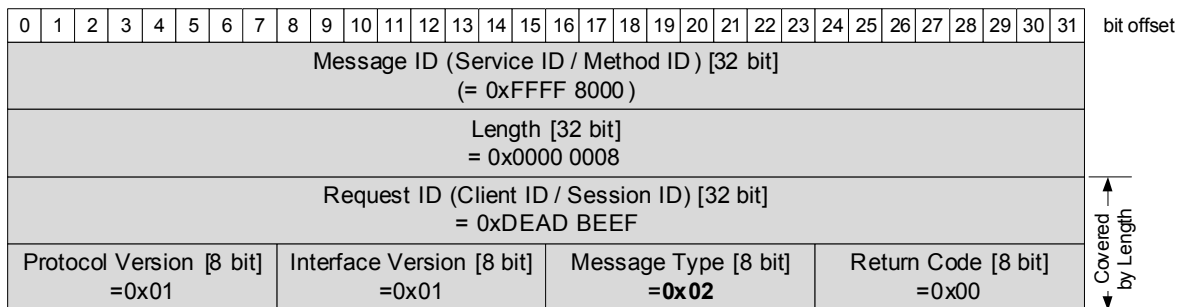 0 1 2 3 4 5 6 7 8 9 10 11 12 13 14 15 16 17 18 19 20 21 22 23 24 25 26 27 28 29 30 31 bit offset
Message ID (Service ID / Method ID) [32 bit]
(= 0xFFFF 8000)
Length [32 bit]
= 0x0000 0008
Request ID (Client ID / Session ID) [32 bit]
= 0xDEAD BEEF
Protocol Version [8 bit] Interface Version [8 bit] Message Type [8 bit] Return Code [8 bit]
=0x01 =0x01 =0x02 =0x00
Covered
by Length